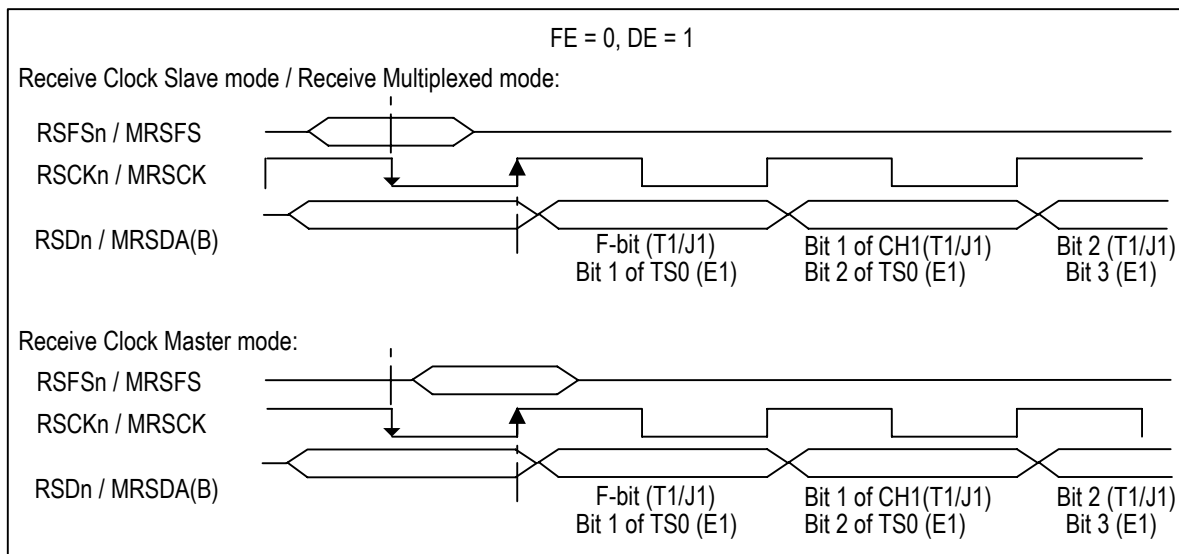 FE = 0, DE = 1
Receive Clock Slave mode / Receive Multiplexed mode:
RSFSn / MRSFS
RSCKn / MRSCK
RSDn / MRSDA(B)
F-bit (T1/J1) Bit 1 of CH1(T1/J1) Bit 2 (T1/J1)
Bit 1 of TS0 (E1) Bit 2 of TS0 (E1) Bit 3 (E1)
Receive Clock Master mode:
RSFSn / MRSFS
RSCKn / MRSCK
RSDn / MRSDA(B)
F-bit (T1/J1) Bit 1 of CH1(T1/J1) Bit 2 (T1/J1)
Bit 1 of TS0 (E1) Bit 2 of TS0 (E1) Bit 3 (E1)